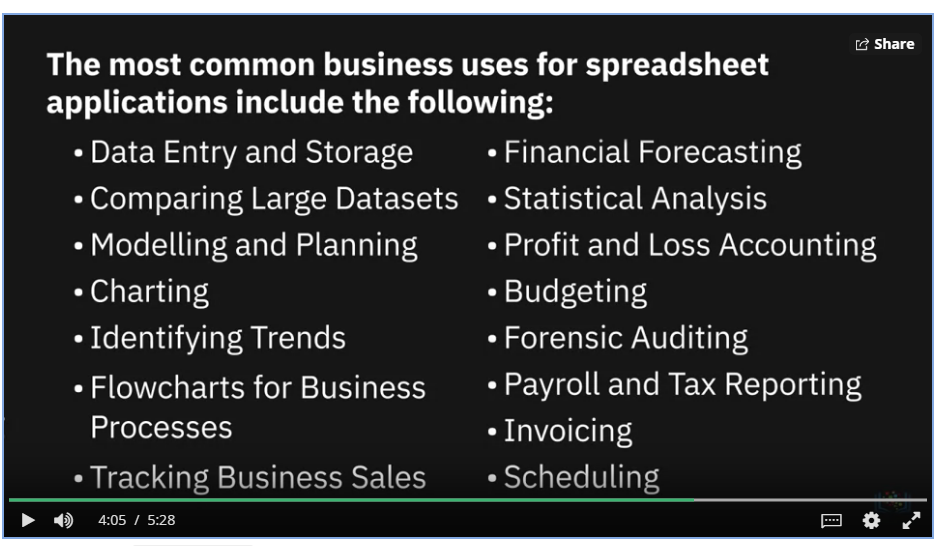 Share
The most common business uses for spreadsheet
applications include the following:
• Data Entry and Storage
• Comparing Large Datasets
• Modelling and Planning
• Charting
• Identifying Trends
• Flowcharts for Business
Processes
• Tracking Business Sales
• Financial Forecasting
• Statistical Analysis
• Profit and Loss Accounting
• Budgeting
• Forensic Auditing
• Payroll and Tax Reporting
• Invoicing
• Scheduling
4:05 / 5:28